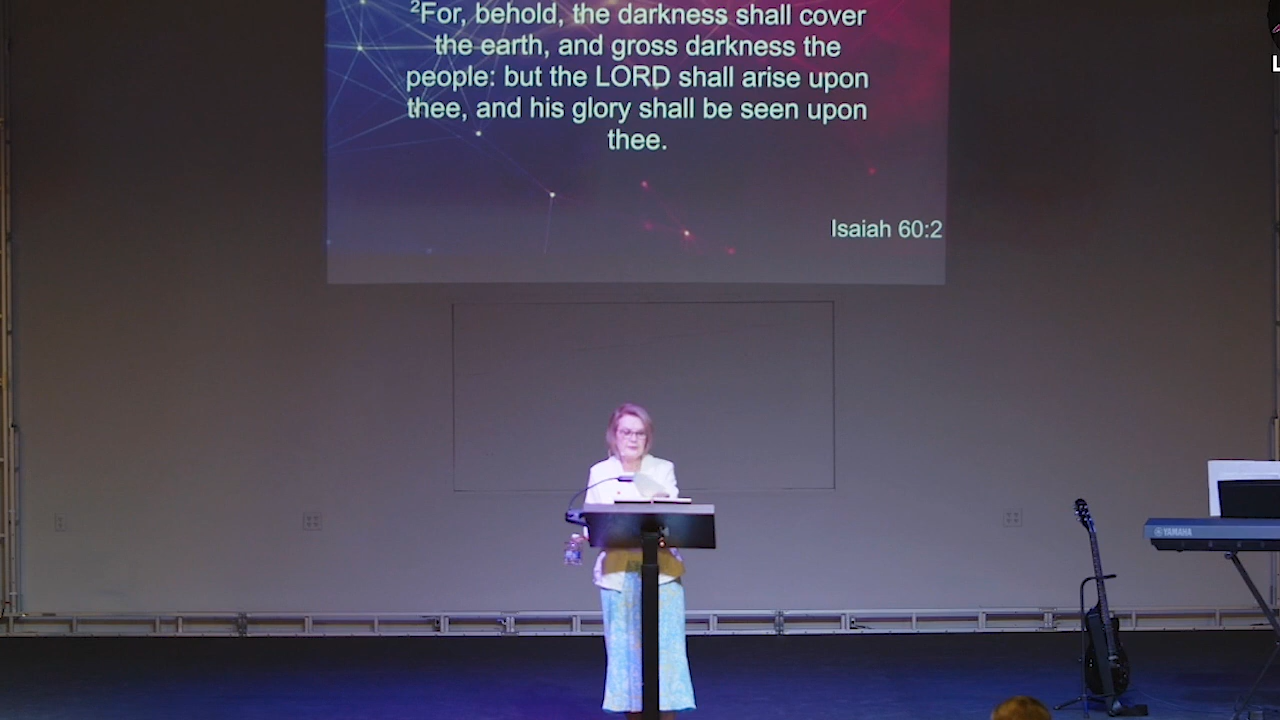 ²For, behold, the darkness shall cover
the earth, and gross darkness the
people: but the LORD shall arise upon
thee, and his glory shall be seen upon
thee.
Isaiah 60:2
YAMAHA